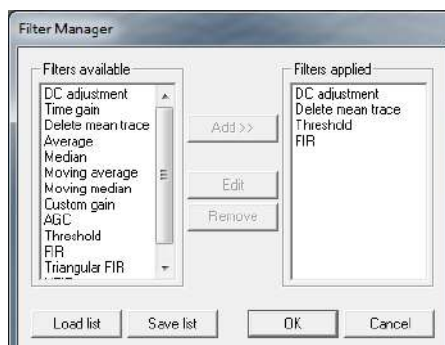 Filter Manager
Filters available
DC adjustment
Time gain
Delete mean trace
Average
Median
Moving average
Moving median
Custom gain
AGC
Threshold
FIR
Triangular FIR
Add >>
Edit
Remove
Filters applied
DC adjustment
Delete mean trace
Threshold
FIR
Load list
Save list
OK
Cancel